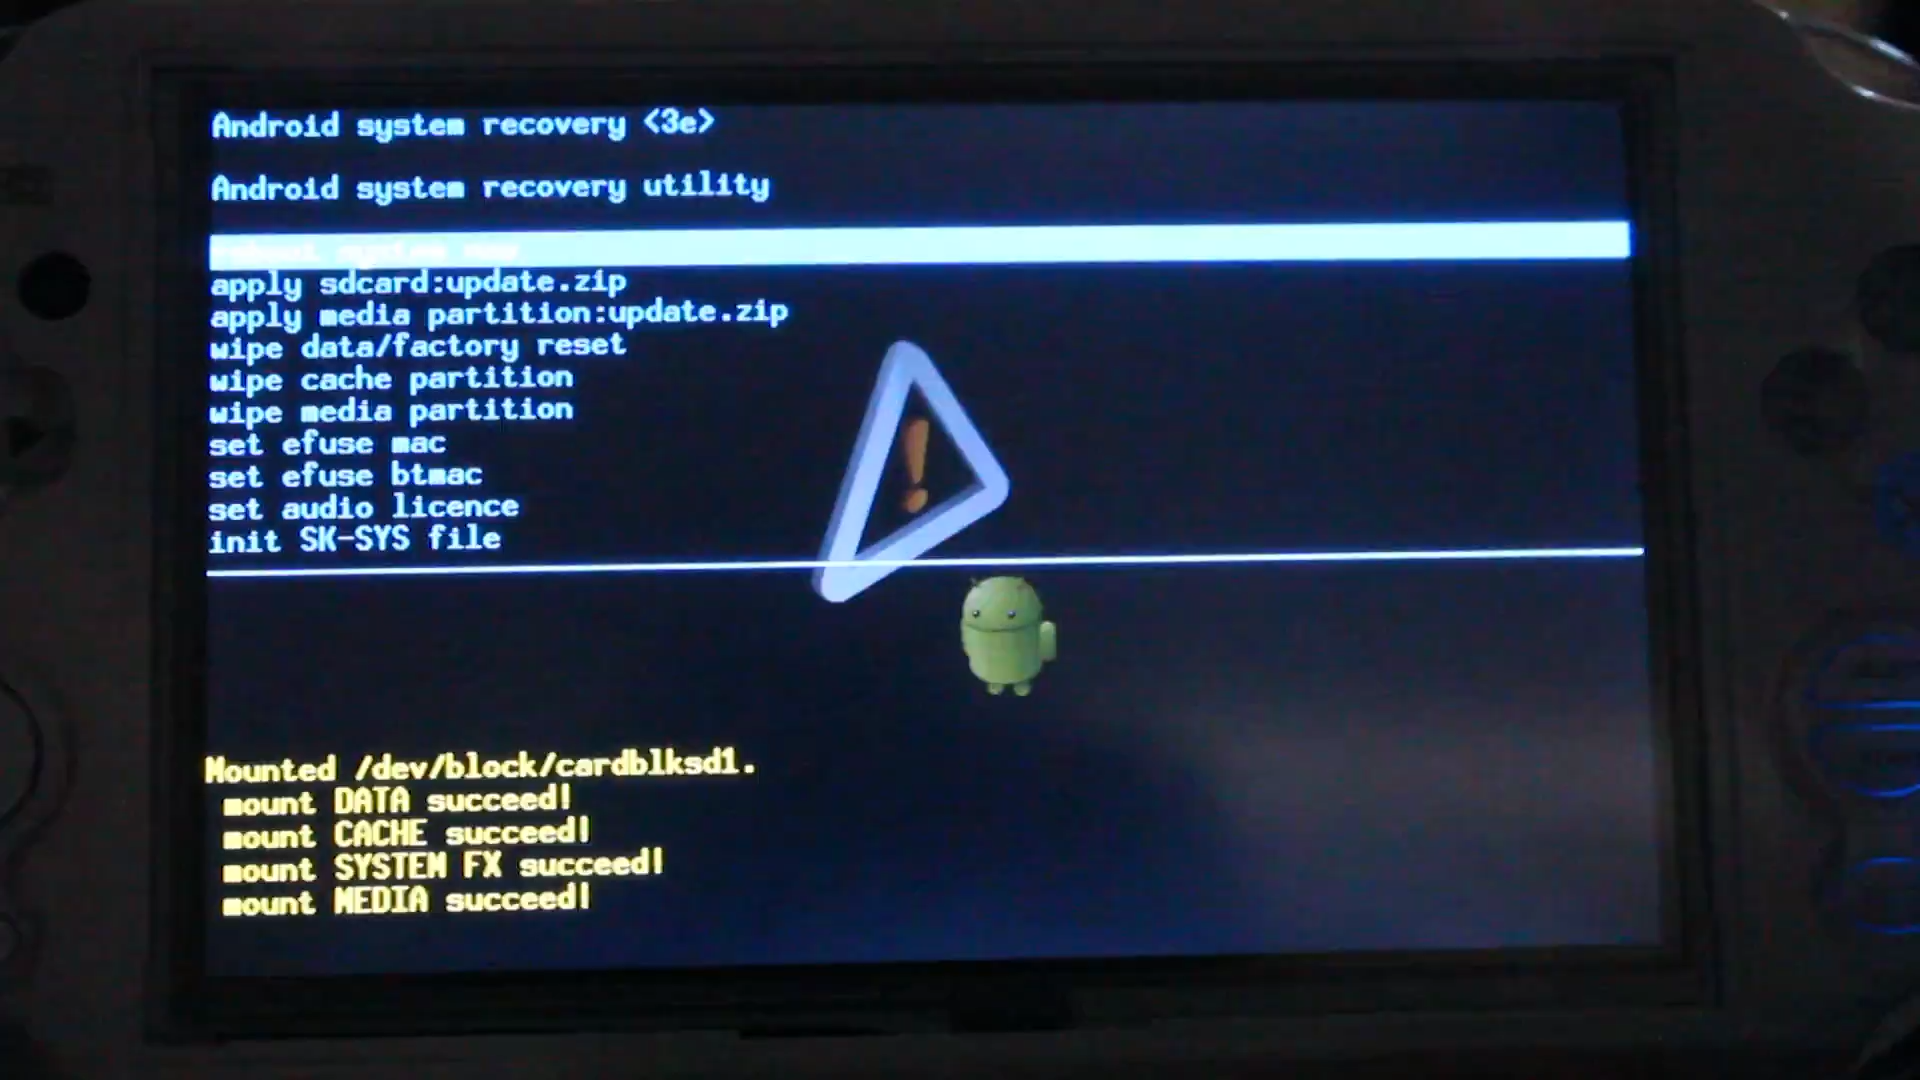 Android system recovery <3e>
Android system recovery utility
reboot system now
apply sdcard:update.zip
apply media partition:update.zip
wipe data/factory reset
wipe cache partition
wipe media partition
set efuse mac
set efuse btmac
set audio licence
init SK-SYS file
Mounted /dev/block/cardblksd1.
mount DATA succeed!
mount CACHE succeed!
mount SYSTEM FX succeed!
mount MEDIA succeed!